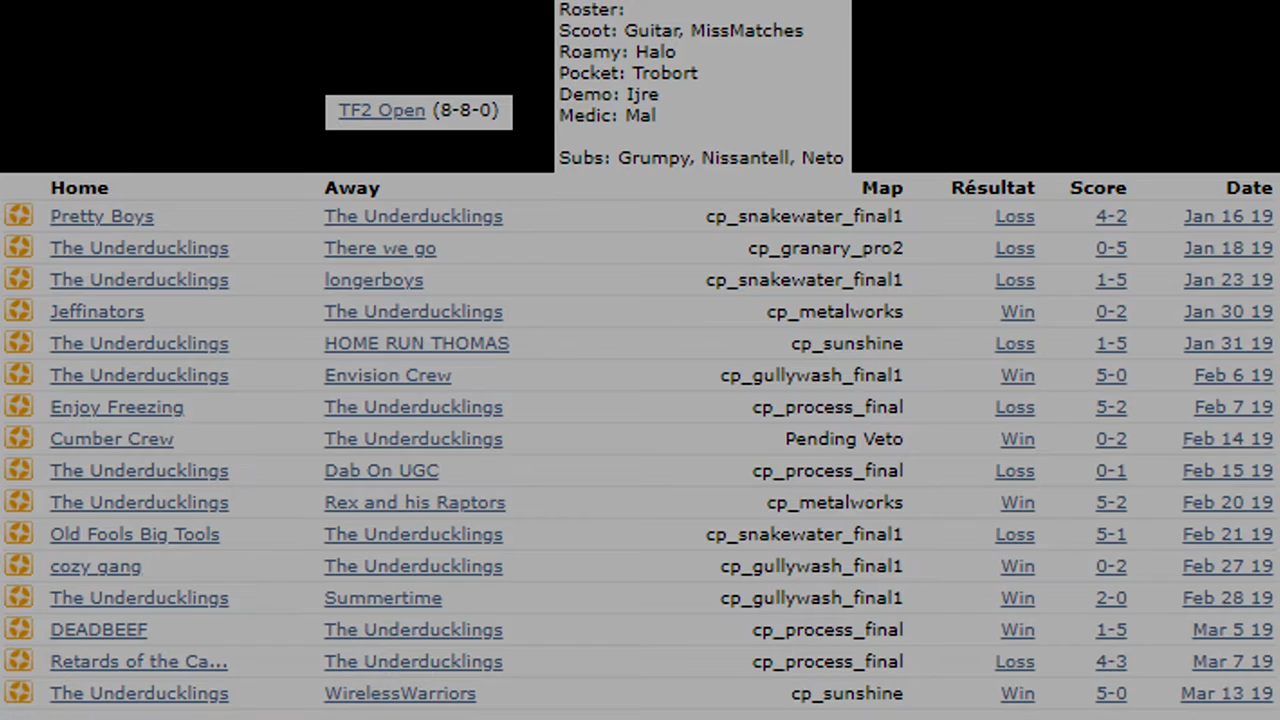 Roster:
Scoot: Guitar, MissMatches
Roamy: Halo
Pocket: Trobort
Demo: Ijre
Medic: Mal
Subs: Grumpy, Nissantell, Neto
TF2 Open (8-8-0)
Home Away Map Résultat Score Date
Pretty Boys The Underducklings cp_snakewater_final1 Loss 4-2 Jan 16 19
The Underducklings There we go cp_granary_pro2 Loss 0-5 Jan 18 19
The Underducklings longerboys cp_snakewater_final1 Loss 1-5 Jan 23 19
Jeffinators The Underducklings cp_metalworks Win 0-2 Jan 30 19
The Underducklings HOME RUN THOMAS cp_sunshine Loss 1-5 Jan 31 19
The Underducklings Envision Crew cp_gullywash_final1 Win 5-0 Feb 6 19
Enjoy Freezing The Underducklings cp_process_final Loss 5-2 Feb 7 19
Cumber Crew The Underducklings Pending Veto Win 0-2 Feb 14 19
The Underducklings Dab On UGC cp_process_final Loss 0-1 Feb 15 19
The Underducklings Rex and his Raptors cp_metalworks Win 5-2 Feb 20 19
Old Fools Big Tools The Underducklings cp_snakewater_final1 Loss 5-1 Feb 21 19
cozy gang The Underducklings cp_gullywash_final1 Win 0-2 Feb 27 19
The Underducklings Summertime cp_gullywash_final1 Win 2-0 Feb 28 19
DEADBEEF The Underducklings cp_process_final Win 1-5 Mar 5 19
Retards of the Ca... The Underducklings cp_process_final Loss 4-3 Mar 7 19
The Underducklings WirelessWarriors cp_sunshine Win 5-0 Mar 13 19